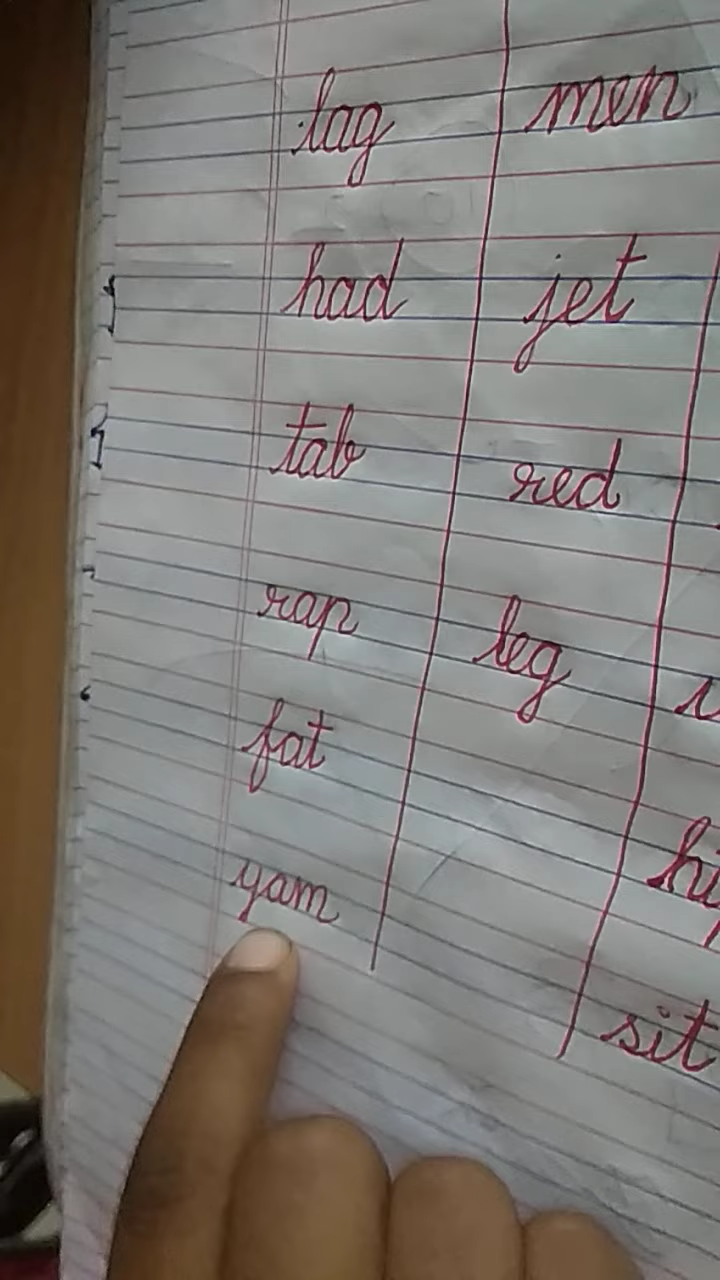 lag men
had jet
tab red
rap leg
fat
yam
sit